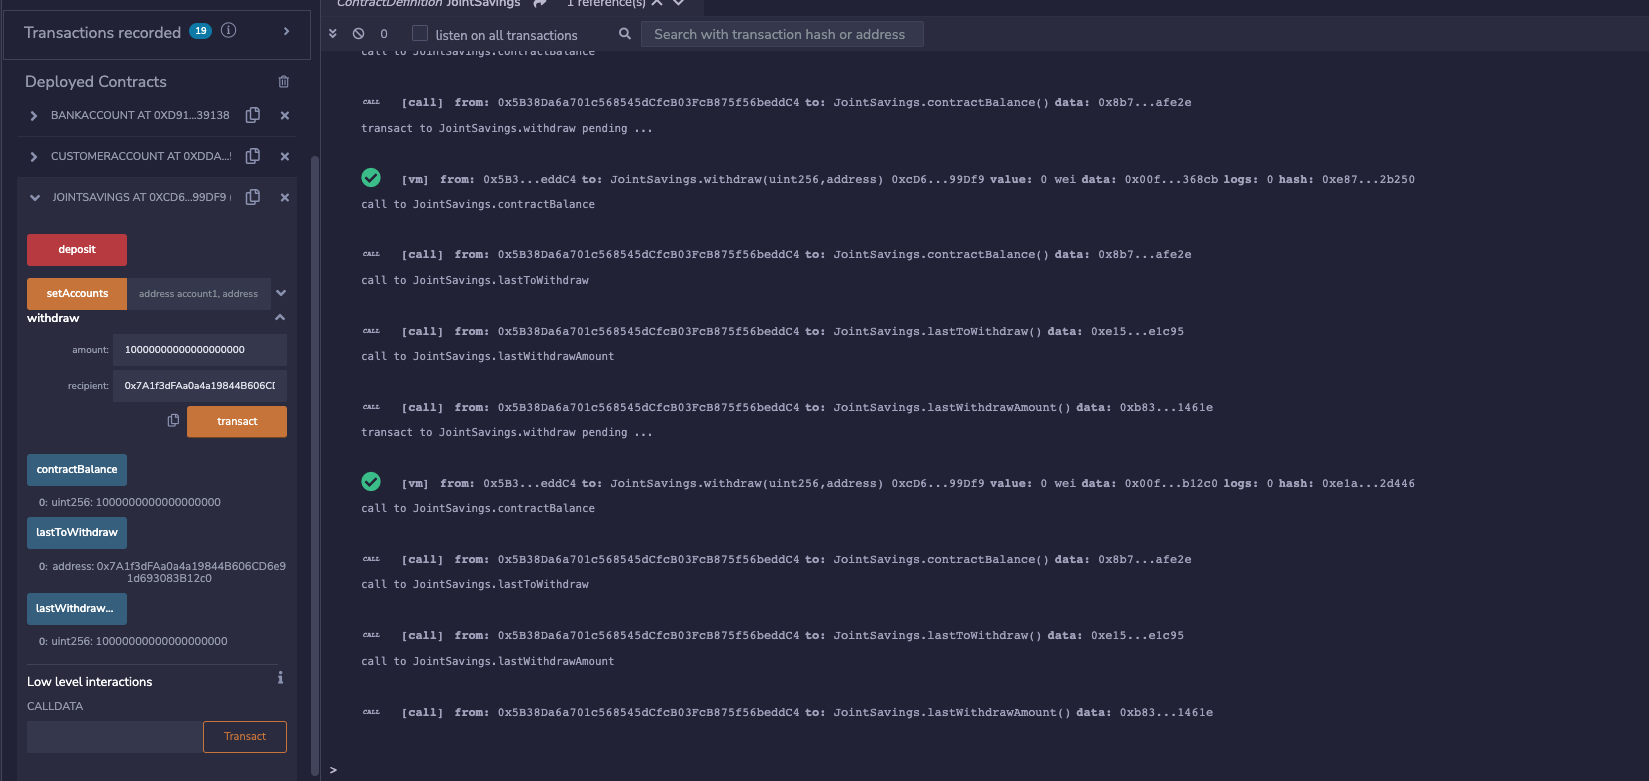 Transactions recorded 19
Deployed Contracts
BANKACCOUNT AT 0XD91...39138
CUSTOMERACCOUNT AT 0XDDA...
JOINTSAVINGS AT 0XCD6...99DF9 (
deposit
setAccounts address account1, address
withdraw
amount: 10000000000000000000
recipient: 0x7A1f3dFAa0a4a19844B606CD
transact
contractBalance
0: uint256: 1000000000000000000
lastToWithdraw
0: address: 0x7A1f3dFAa0a4a19844B606CD6e9
1d693083B12c0
lastWithdraw...
0: uint256: 10000000000000000000
Low level interactions
CALLDATA
Transact
ContractDefinition JointSavings 1 reference(s)
0 listen on all transactions Search with transaction hash or address
call to JointSavings.contractBalance
CALL [call] from: 0x5B38Da6a701c568545dCfcB03FcB875f56beddC4 to: JointSavings.contractBalance() data: 0x8b7...afe2e
transact to JointSavings.withdraw pending ...
[vm] from: 0x5B3...eddC4 to: JointSavings.withdraw(uint256,address) 0xcD6...99Df9 value: 0 wei data: 0x00f...368cb logs: 0 hash: 0xe87...2b250
call to JointSavings.contractBalance
CALL [call] from: 0x5B38Da6a701c568545dCfcB03FcB875f56beddC4 to: JointSavings.contractBalance() data: 0x8b7...afe2e
call to JointSavings.lastToWithdraw
CALL [call] from: 0x5B38Da6a701c568545dCfcB03FcB875f56beddC4 to: JointSavings.lastToWithdraw() data: 0xe15...e1c95
call to JointSavings.lastWithdrawAmount
CALL [call] from: 0x5B38Da6a701c568545dCfcB03FcB875f56beddC4 to: JointSavings.lastWithdrawAmount() data: 0xb83...1461e
transact to JointSavings.withdraw pending ...
[vm] from: 0x5B3...eddC4 to: JointSavings.withdraw(uint256,address) 0xcD6...99Df9 value: 0 wei data: 0x00f...b12c0 logs: 0 hash: 0xe1a...2d446
call to JointSavings.contractBalance
CALL [call] from: 0x5B38Da6a701c568545dCfcB03FcB875f56beddC4 to: JointSavings.contractBalance() data: 0x8b7...afe2e
call to JointSavings.lastToWithdraw
CALL [call] from: 0x5B38Da6a701c568545dCfcB03FcB875f56beddC4 to: JointSavings.lastToWithdraw() data: 0xe15...e1c95
call to JointSavings.lastWithdrawAmount
CALL [call] from: 0x5B38Da6a701c568545dCfcB03FcB875f56beddC4 to: JointSavings.lastWithdrawAmount() data: 0xb83...1461e
>